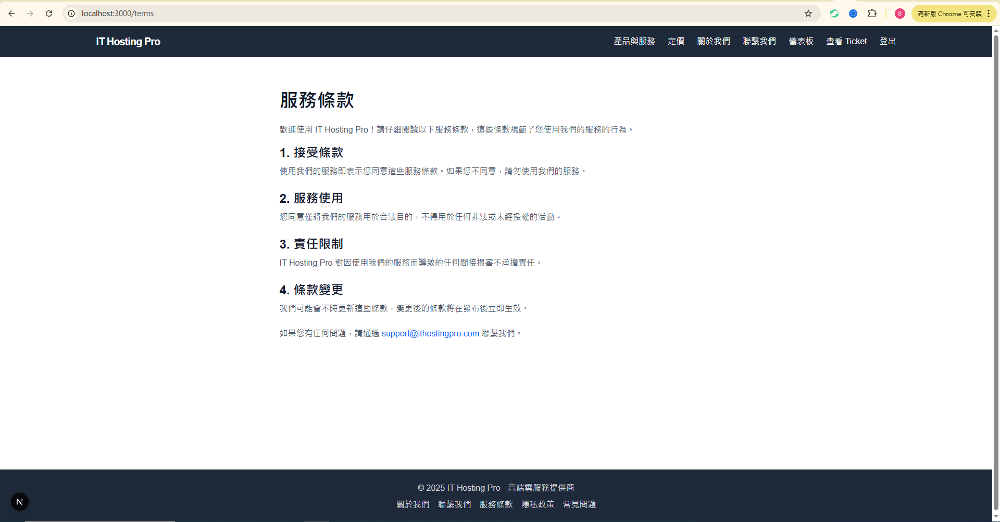 localhost:3000/terms
B
有新版 Chrome 可安裝
IT Hosting Pro
產品與服務 定價 關於我們 聯繫我們 儀表板 查看 Ticket 登出
服務條款
歡迎使用 IT Hosting Pro！請仔細閱讀以下服務條款，這些條款規範了您使用我們的服務的行為。
1. 接受條款
使用我們的服務即表示您同意這些服務條款。如果您不同意，請勿使用我們的服務。
2. 服務使用
您同意僅將我們的服務用於合法目的，不得用於任何非法或未經授權的活動。
3. 責任限制
IT Hosting Pro 對因使用我們的服務而導致的任何間接損害不承擔責任。
4. 條款變更
我們可能會不時更新這些條款，變更後的條款將在發布後立即生效。
如果您有任何問題，請通過 support@ithostingpro.com 聯繫我們。
© 2025 IT Hosting Pro - 高端雲服務提供商
關於我們 聯繫我們 服務條款 隱私政策 常見問題
N